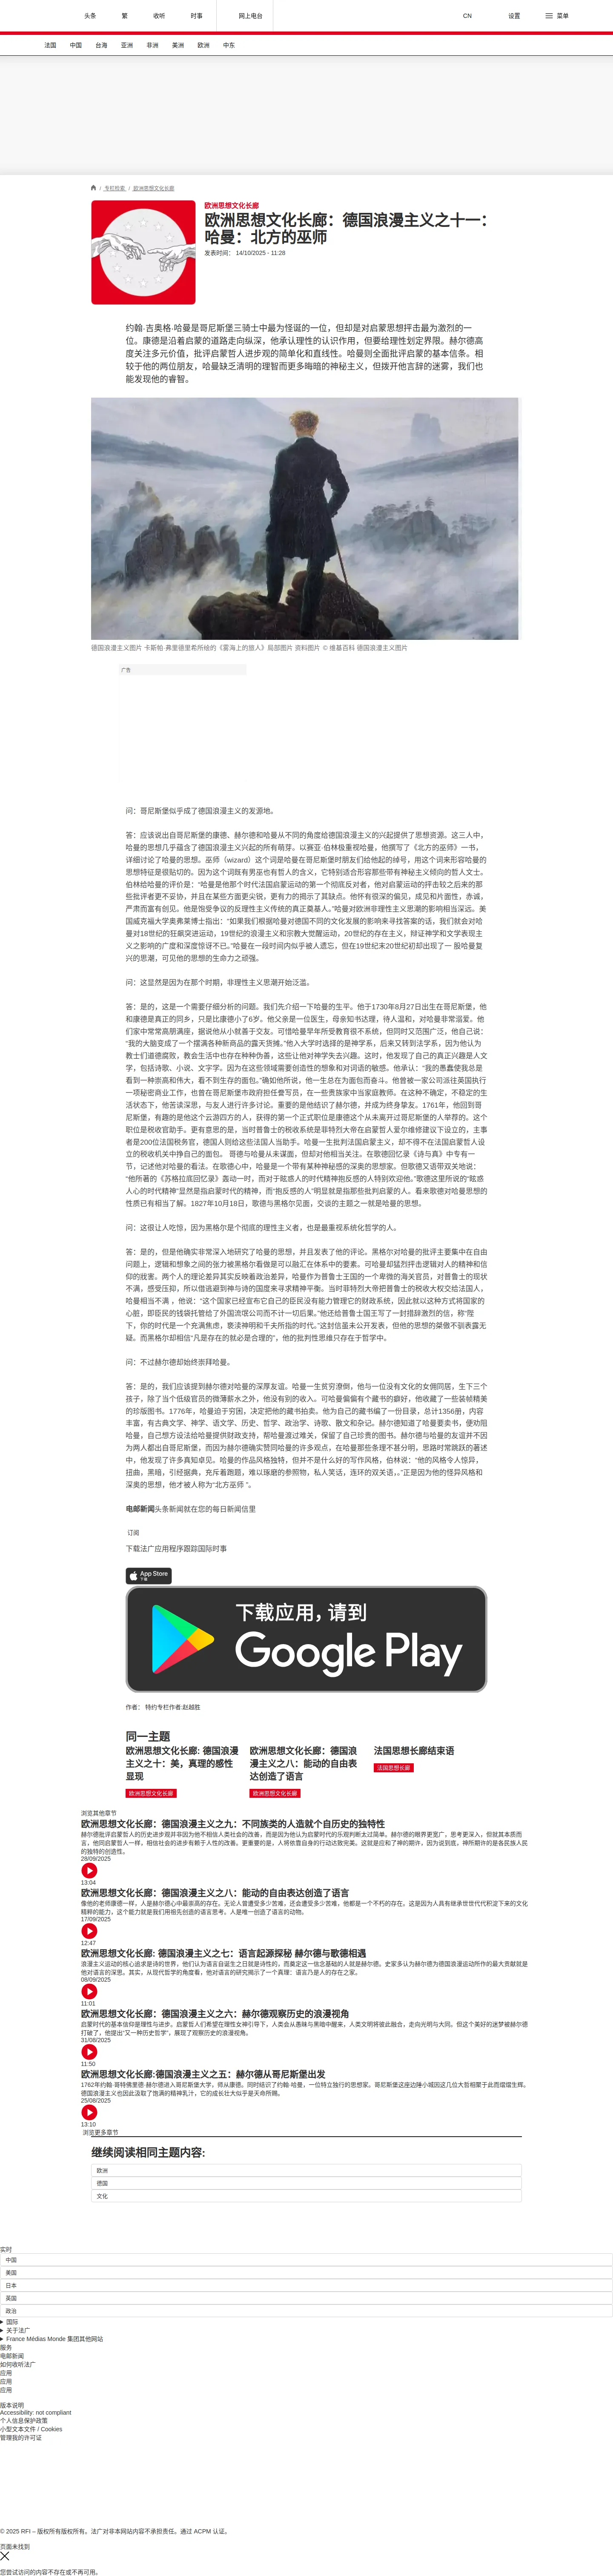 头条
繁
收听
时事
网上电台
CN
设置
菜单
法国
中国
台海
亚洲
非洲
美洲
欧洲
中东
/ 专栏检索 / 欧洲思想文化长廊
欧洲思想文化长廊
欧洲思想文化长廊：德国浪漫主义之十一：
哈曼：北方的巫师
发表时间： 14/10/2025 - 11:28
约翰·吉奥格·哈曼是哥尼斯堡三骑士中最为怪诞的一位，但却是对启蒙思想抨击最为激烈的一
位。康德是沿着启蒙的道路走向纵深，他承认理性的认识作用，但要给理性划定界限。赫尔德高
度关注多元价值，批评启蒙哲人进步观的简单化和直线性。哈曼则全面批评启蒙的基本信条。相
较于他的两位朋友，哈曼缺乏清明的理智而更多晦暗的神秘主义，但拨开他言辞的迷雾，我们也
能发现他的睿智。
德国浪漫主义图片 卡斯帕·弗里德里希所绘的《雾海上的旅人》局部图片 资料图片 © 维基百科 德国浪漫主义图片
广告
问：哥尼斯堡似乎成了德国浪漫主义的发源地。
答：应该说出自哥尼斯堡的康德、赫尔德和哈曼从不同的角度给德国浪漫主义的兴起提供了思想资源。这三人中，
哈曼的思想几乎蕴含了德国浪漫主义兴起的所有萌芽。以赛亚·伯林极重视哈曼，他撰写了《北方的巫师》一书，
详细讨论了哈曼的思想。巫师（wizard）这个词是哈曼在哥尼斯堡时朋友们给他起的绰号，用这个词来形容哈曼的
思想特征是很贴切的。因为这个词既有男巫也有哲人的含义，它特别适合形容那些带有神秘主义倾向的哲人文士。
伯林给哈曼的评价是：“哈曼是他那个时代法国启蒙运动的第一个彻底反对者，他对启蒙运动的抨击较之后来的那
些批评者更不妥协，并且在某些方面更尖锐，更有力的揭示了其缺点。他怀有很深的偏见，成见和片面性，赤诚，
严肃而富有创见。他是饱受争议的反理性主义传统的真正奠基人。”哈曼对欧洲非理性主义思潮的影响相当深远。美
国威克福大学奥弗莱博士指出：“如果我们根据哈曼对德国不同的文化发展的影响来寻找答案的话，我们就会对哈
曼对18世纪的狂飙突进运动，19世纪的浪漫主义和宗教大觉醒运动，20世纪的存在主义，辩证神学和文学表现主
义之影响的广度和深度惊讶不已。”哈曼在一段时间内似乎被人遗忘，但在19世纪末20世纪初却出现了一 股哈曼复
兴的思潮，可见他的思想的生命力之顽强。
问：这显然是因为在那个时期，非理性主义思潮开始泛滥。
答：是的，这是一个需要仔细分析的问题。我们先介绍一下哈曼的生平。他于1730年8月27日出生在哥尼斯堡，他
和康德是真正的同乡，只是比康德小了6岁。他父亲是一位医生，母亲知书达理，待人温和，对哈曼非常溺爱。他
们家中常常高朋满座，据说他从小就善于交友。可惜哈曼早年所受教育很不系统，但同时又范围广泛，他自己说：
“我的大脑变成了一个摆满各种新商品的露天货摊。”他入大学时选择的是神学系，后来又转到法学系，因为他认为
教士们道德腐败，教会生活中也存在种种伪善，这些让他对神学失去兴趣。这时，他发现了自己的真正兴趣是人文
学，包括诗歌、小说、文字学。因为在这些领域需要创造性的想象和对词语的敏感。他承认：“我的愚蠢使我总是
看到一种崇高和伟大，看不到生存的面包。”确如他所说，他一生总在为面包而奋斗。他曾被一家公司派往英国执行
一项秘密商业工作，也曾在哥尼斯堡市政府担任誊写员，在一些贵族家中当家庭教师。在这种不确定，不稳定的生
活状态下，他苦读深思，与友人进行许多讨论。重要的是他结识了赫尔德，并成为终身挚友。1761年，他回到哥
尼斯堡，有趣的是他这个云游四方的人，获得的第一个正式职位是康德这个从未离开过哥尼斯堡的人举荐的。这个
职位是税收官助手。更有意思的是，当时普鲁士的税收系统是菲特烈大帝在启蒙哲人爱尔维修建议下设立的，主事
者是200位法国税务官，德国人则给这些法国人当助手。哈曼一生批判法国启蒙主义，却不得不在法国启蒙哲人设
立的税收机关中挣自己的面包。 哥德与哈曼从未谋面，但却对他相当关注。在歌德回忆录《诗与真》中专有一
节，记述他对哈曼的看法。在歌德心中，哈曼是一个带有某种神秘感的深奥的思想家。但歌德又语带双关地说：
“他所著的《苏格拉底回忆录》轰动一时，而对于眩惑人的时代精神抱反感的人特别欢迎他。”歌德这里所说的“眩惑
人心的时代精神”显然是指启蒙时代的精神，而“抱反感的人”明显就是指那些批判启蒙的人。看来歌德对哈曼思想的
性质已有相当了解。1827年10月18日，歌德与黑格尔见面，交谈的主题之一就是哈曼的思想。
问：这很让人吃惊，因为黑格尔是个彻底的理性主义者，也是最重视系统化哲学的人。
答：是的，但是他确实非常深入地研究了哈曼的思想，并且发表了他的评论。黑格尔对哈曼的批评主要集中在自由
问题上，逻辑和想象之间的张力被黑格尔看做是可以融汇在体系中的要素。可哈曼却猛烈抨击逻辑对人的精神和信
仰的戕害。两个人的理论差异其实反映着政治差异，哈曼作为普鲁士王国的一个卑微的海关官员，对普鲁士的现状
不满，感受压抑，所以借逃避到神与诗的国度来寻求精神平衡。当时菲特烈大帝把普鲁士的税收大权交给法国人，
哈曼相当不满 ，他说：“这个国家已经宣布它自己的臣民没有能力管理它的财政系统，因此就以这种方式将国家的
心脏，即臣民的钱袋托管给了外国流氓公司而不计一切后果。”他还给普鲁士国王写了一封措辞激烈的信，称“陛
下，你的时代是一个充满焦虑，亵渎神明和千夫所指的时代。”这封信虽未公开发表，但他的思想的桀傲不驯表露无
疑。而黑格尔却相信“凡是存在的就必是合理的”，他的批判性思维只存在于哲学中。
问：不过赫尔德却始终崇拜哈曼。
答：是的，我们应该提到赫尔德对哈曼的深厚友谊。哈曼一生贫穷潦倒，他与一位没有文化的女佣同居，生下三个
孩子，除了当个低级官员的微薄薪水之外，他没有别的收入。可哈曼偏偏有个藏书的癖好，他收藏了一些装帧精美
的珍版图书。1776年，哈曼迫于穷困，决定把他的藏书拍卖。他为自己的藏书编了一份目录，总计1356册，内容
丰富，有古典文学、神学、语文学、历史、哲学、政治学、诗歌、散文和杂记。赫尔德知道了哈曼要卖书，便劝阻
哈曼，自己想方设法给哈曼提供财政支持，帮哈曼渡过难关，保留了自己珍贵的图书。赫尔德与哈曼的友谊并不因
为两人都出自哥尼斯堡，而因为赫尔德确实赞同哈曼的许多观点，在哈曼那些条理不甚分明，思路时常跳跃的著述
中，他发现了许多真知卓见。哈曼的作品风格独特，但并不是什么好的写作风格，伯林说：“他的风格令人惊异，
扭曲，黑暗，引经据典，充斥着跑题，难以琢磨的参照物，私人笑话，连环的双关语，。”正是因为他的怪异风格和
深奥的思想，他才被人称为“北方巫师 ”。
电邮新闻头条新闻就在您的每日新闻信里
订阅
下载法广应用程序跟踪国际时事
App Store
下载
下载应用，请到
Google Play
作者： 特约专栏作者 赵越胜
同一主题
欧洲思想文化长廊: 德国浪漫
主义之十：美，真理的感性
显现
欧洲思想文化长廊
欧洲思想文化长廊：德国浪
漫主义之八：能动的自由表
达创造了语言
欧洲思想文化长廊
法国思想长廊结束语
法国思想长廊
浏览其他章节
欧洲思想文化长廊：德国浪漫主义之九：不同族类的人造就个自历史的独特性
赫尔德批评启蒙哲人的历史进步观并非因为他不相信人类社会的改善，而是因为他认为启蒙时代的乐观判断太过简单。赫尔德的眼界更宽广，思考更深入，但就其本质而
言，他同启蒙哲人一样，相信社会的进步有赖于人性的改善。更重要的是，人将依靠自身的行动达致完美。这就是应和了神的期许，因为说到底，神所期许的是各民族人民
的独特的创造性。
28/09/2025
13:04
欧洲思想文化长廊：德国浪漫主义之八：能动的自由表达创造了语言
像他的老师康德一样，人是赫尔德心中最崇高的存在。无论人曾遭受多少苦难，还会遭受多少苦难，他都是一个不朽的存在。这是因为人具有继承世世代代积淀下来的文化
精粹的能力，这个能力就是我们用祖先创造的语言思考。人是唯一创造了语言的动物。
17/09/2025
12:47
欧洲思想文化长廊: 德国浪漫主义之七：语言起源探秘 赫尔德与歌德相遇
浪漫主义运动的核心追求是诗的世界，他们认为语言自诞生之日就是诗性的，而奠定这一信念基础的人就是赫尔德。史家多认为赫尔德为德国浪漫运动所作的最大贡献就是
他对语言的深思。其实，从现代哲学的角度看，他对语言的研究揭示了一个真理：语言乃是人的存在之家。
08/09/2025
11:01
欧洲思想文化长廊：德国浪漫主义之六：赫尔德观察历史的浪漫视角
启蒙时代的基本信仰是理性与进步。启蒙哲人们希望在理性女神引导下，人类会从愚昧与黑暗中醒来，人类文明将彼此融合，走向光明与大同。但这个美好的迷梦被赫尔德
打破了，他提出“又一种历史哲学”，展现了观察历史的浪漫视角。
31/08/2025
11:50
欧洲思想文化长廊:德国浪漫主义之五：赫尔德从哥尼斯堡出发
1762年约翰·哥特佛里德·赫尔德进入哥尼斯堡大学，师从康德。同时结识了约翰·哈曼，一位特立独行的思想家。哥尼斯堡这座边陲小城因这几位大哲相聚于此而熠熠生辉。
德国浪漫主义也因此汲取了饱满的精神乳汁，它的成长壮大似乎是天命所赐。
25/08/2025
13:10
浏览更多章节
继续阅读相同主题内容:
欧洲
德国
文化
实时
中国
美国
日本
英国
政治
国际
关于法广
France Médias Monde 集团其他网站
服务
电邮新闻
如何收听法广
应用
应用
应用
版本说明
Accessibility: not compliant
个人信息保护政策
小型文本文件 / Cookies
管理我的许可证
© 2025 RFI – 版权所有版权所有。法广对非本网站内容不承担责任。通过 ACPM 认证。
页面未找到
您尝试访问的内容不存在或不再可用。